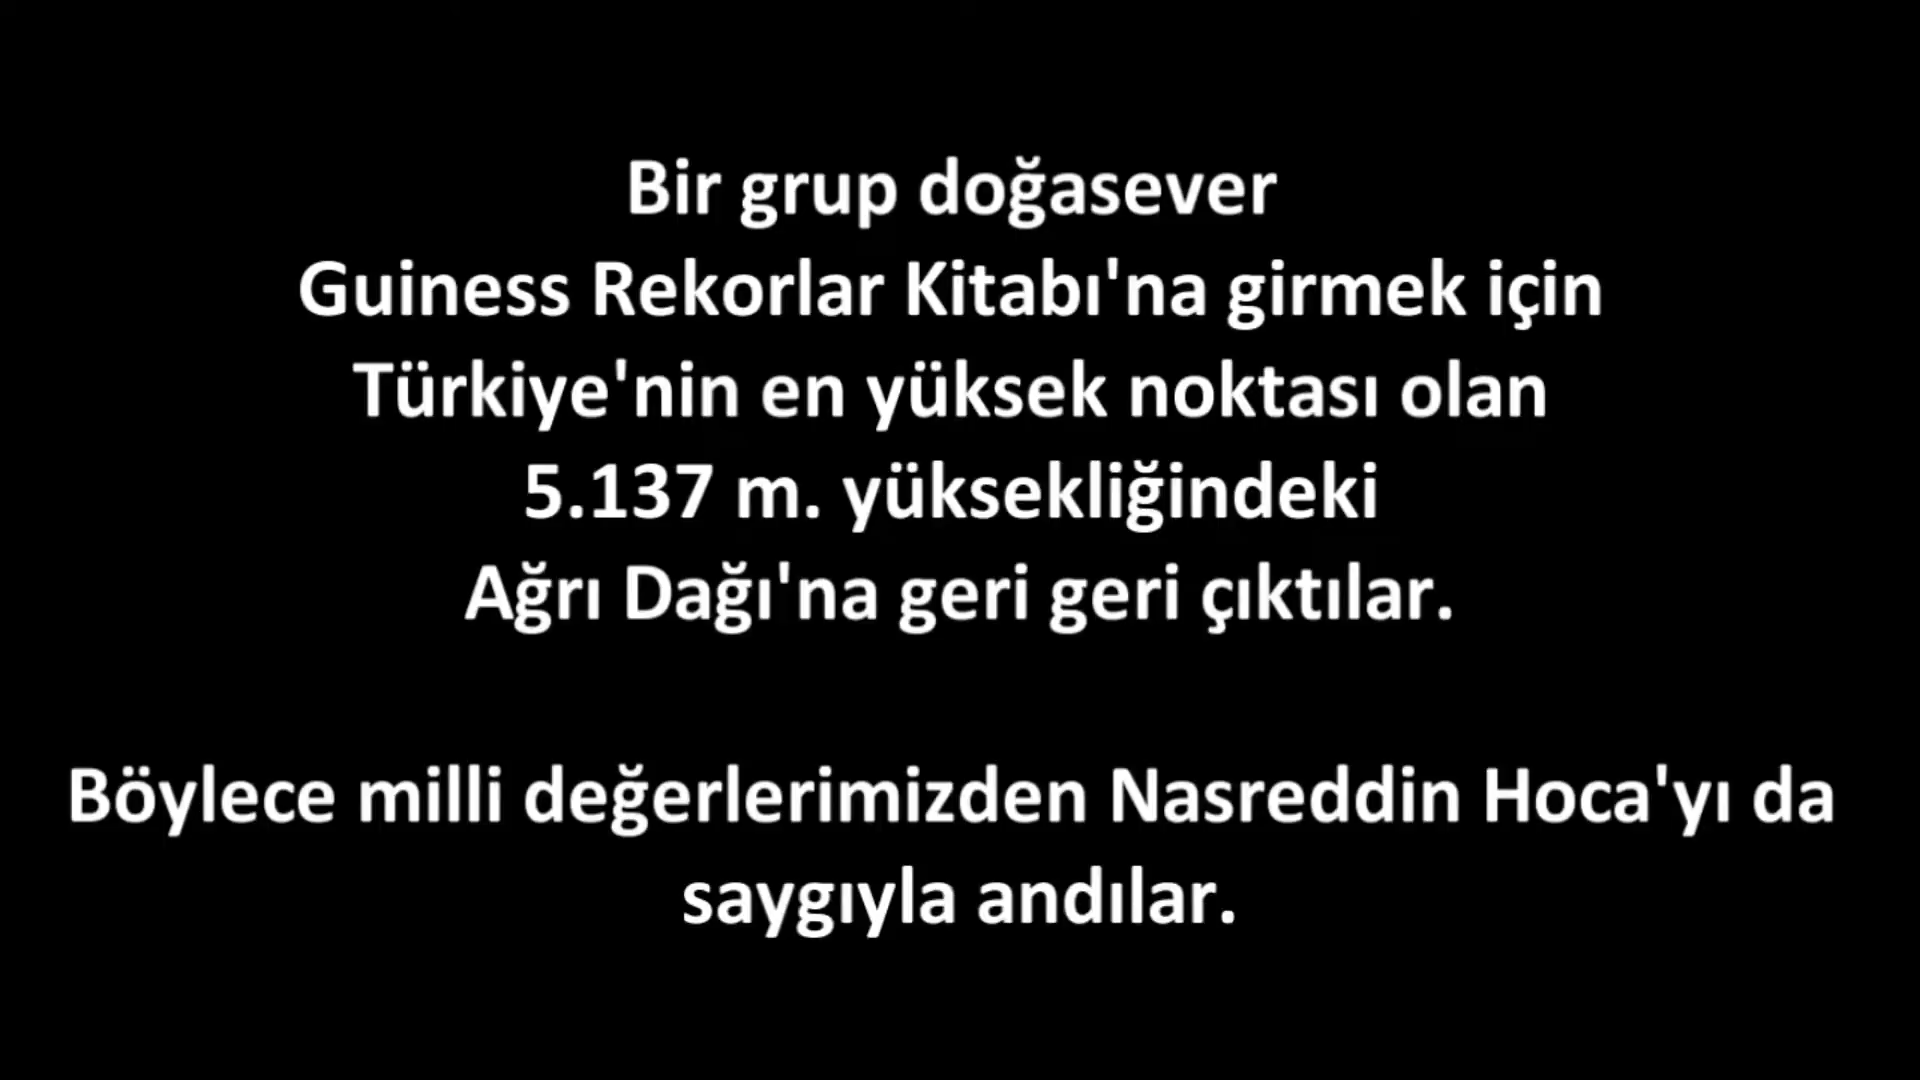 Bir grup doğasever
Guiness Rekorlar Kitabı'na girmek için
Türkiye'nin en yüksek noktası olan
5.137 m. yüksekliğindeki
Ağrı Dağı'na geri geri çıktılar.
Böylece milli değerlerimizden Nasreddin Hoca'yı da
saygıyla andılar.